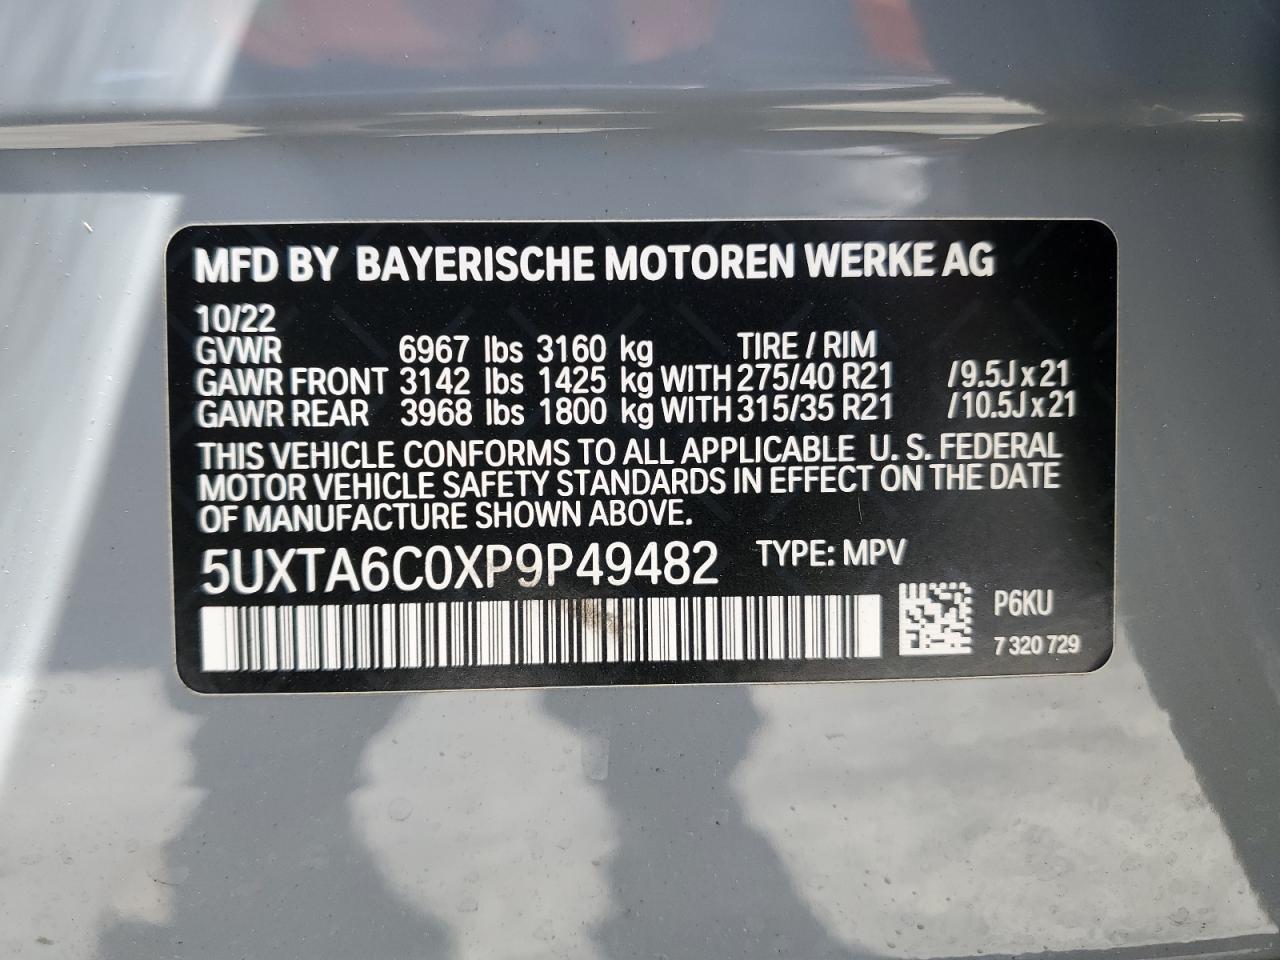 MFD BY BAYERISCHE MOTOREN WERKE AG
10/22
GVWR 6967 lbs 3160 kg TIRE / RIM
GAWR FRONT 3142 lbs 1425 kg WITH 275/40 R21 /9.5J x 21
GAWR REAR 3968 lbs 1800 kg WITH 315/35 R21 /10.5J x 21
THIS VEHICLE CONFORMS TO ALL APPLICABLE U. S. FEDERAL
MOTOR VEHICLE SAFETY STANDARDS IN EFFECT ON THE DATE
OF MANUFACTURE SHOWN ABOVE.
5UXTA6C0XP9P49482 TYPE: MPV
P6KU
7 320 729